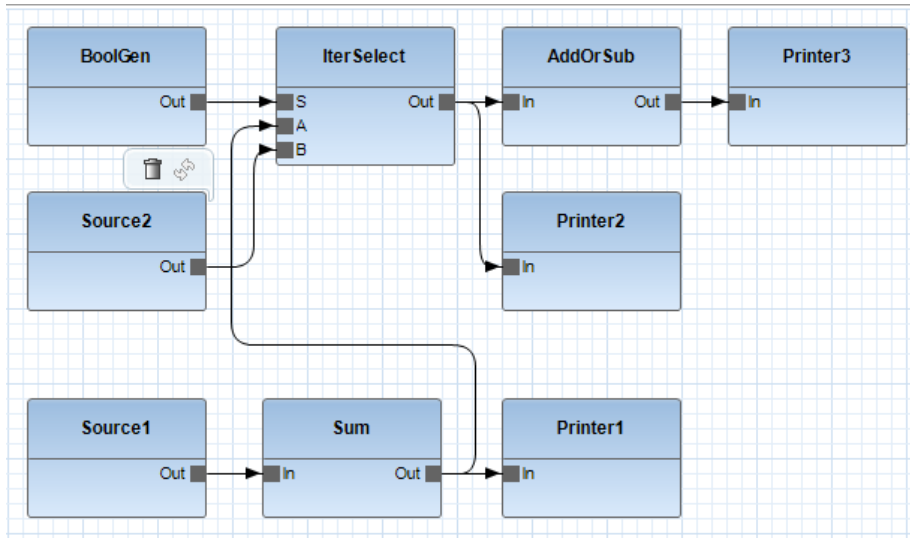 BoolGen
Out
IterSelect
S Out
A
B
AddOrSub
In Out
Printer3
In
Source2
Out
Printer2
In
Source1
Out
Sum
In Out
Printer1
In